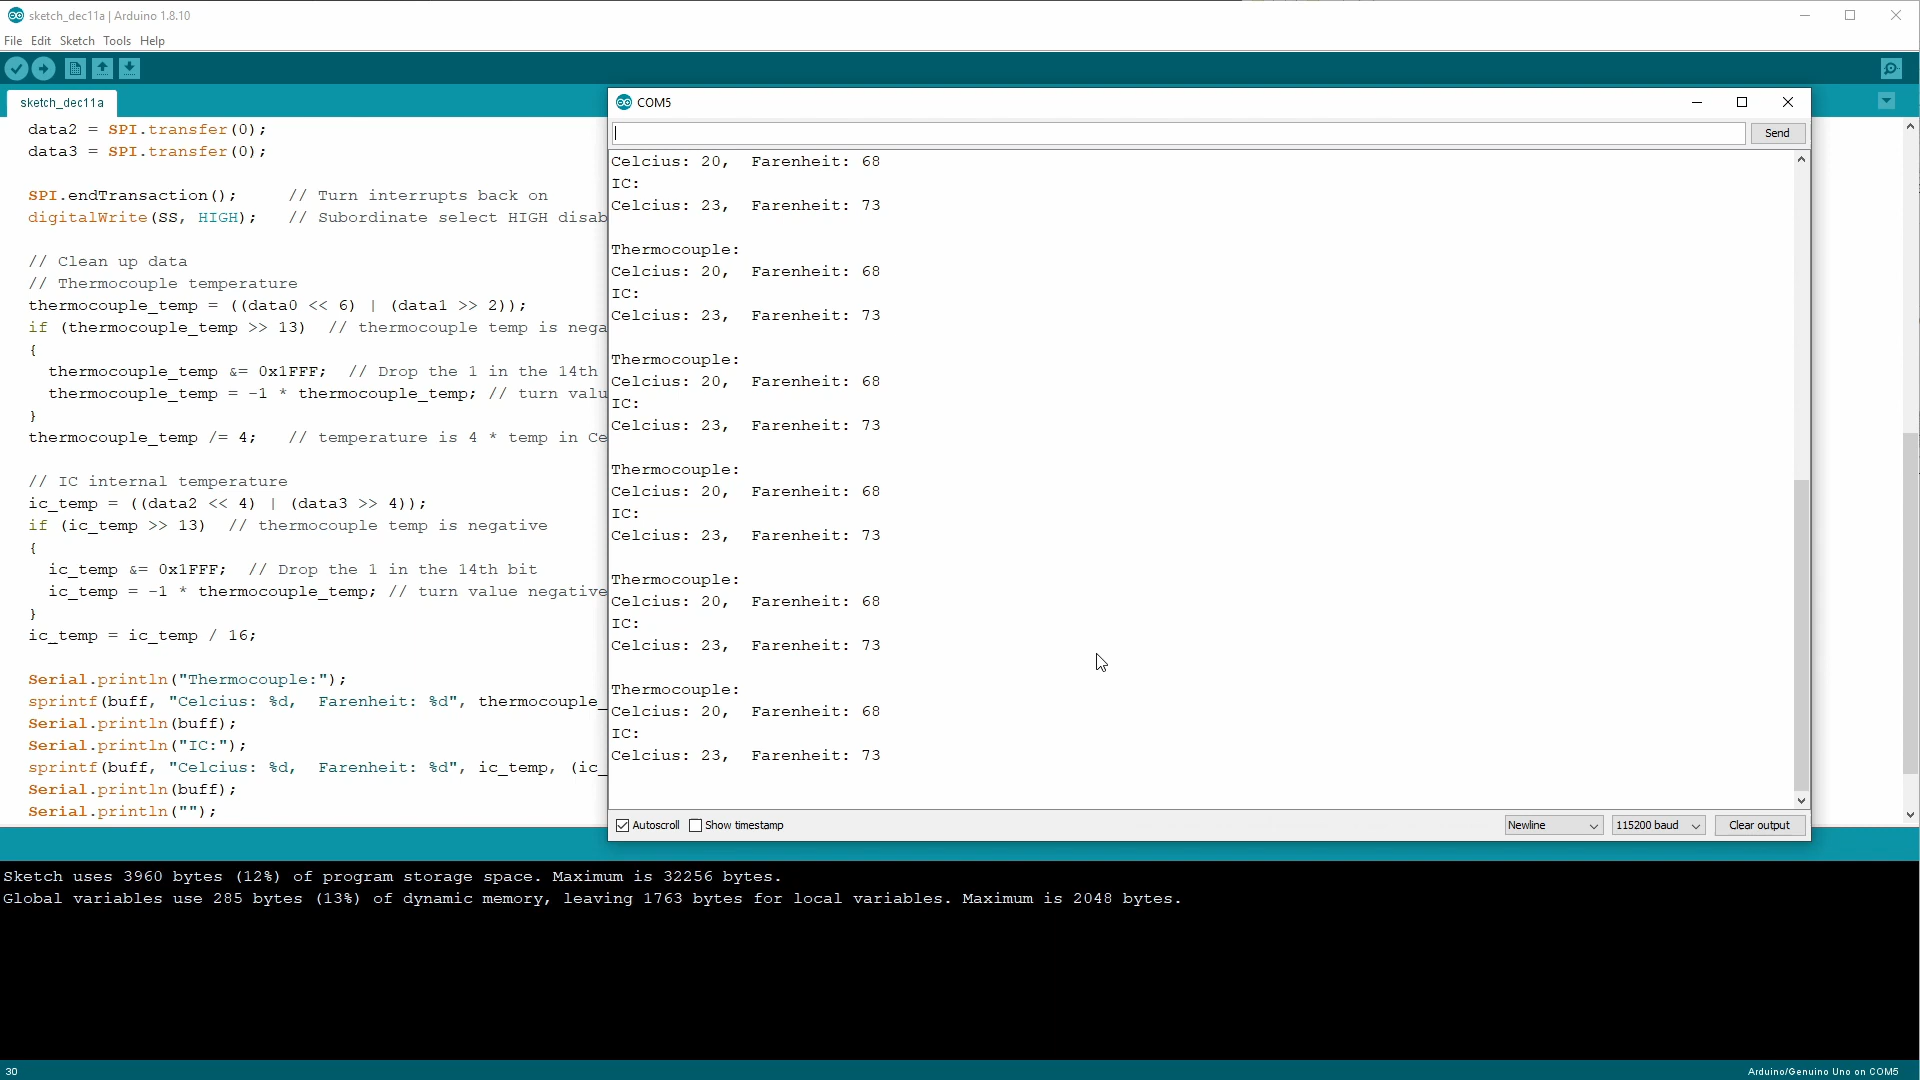 sketch_dec11a | Arduino 1.8.10
File Edit Sketch Tools Help
sketch_dec11a
data2 = SPI.transfer(0);
data3 = SPI.transfer(0);
SPI.endTransaction();     // Turn interrupts back on
digitalWrite(SS, HIGH);   // Subordinate select HIGH disab
// Clean up data
// Thermocouple temperature
thermocouple_temp = ((data0 << 6) | (data1 >> 2));
if (thermocouple_temp >> 13)  // thermocouple temp is nega
{
thermocouple_temp &= 0x1FFF;  // Drop the 1 in the 14th
thermocouple_temp = -1 * thermocouple_temp; // turn valu
}
thermocouple_temp /= 4;   // temperature is 4 * temp in Ce
// IC internal temperature
ic_temp = ((data2 << 4) | (data3 >> 4));
if (ic_temp >> 13)  // thermocouple temp is negative
{
ic_temp &= 0x1FFF;  // Drop the 1 in the 14th bit
ic_temp = -1 * thermocouple_temp; // turn value negative
}
ic_temp = ic_temp / 16;
Serial.println("Thermocouple:");
sprintf(buff, "Celcius: %d,  Farenheit: %d", thermocouple_
Serial.println(buff);
Serial.println("IC:");
sprintf(buff, "Celcius: %d,  Farenheit: %d", ic_temp, (ic_
Serial.println(buff);
Serial.println("");
COM5
Send
Celcius: 20,  Farenheit: 68
IC:
Celcius: 23,  Farenheit: 73
Thermocouple:
Celcius: 20,  Farenheit: 68
IC:
Celcius: 23,  Farenheit: 73
Thermocouple:
Celcius: 20,  Farenheit: 68
IC:
Celcius: 23,  Farenheit: 73
Thermocouple:
Celcius: 20,  Farenheit: 68
IC:
Celcius: 23,  Farenheit: 73
Thermocouple:
Celcius: 20,  Farenheit: 68
IC:
Celcius: 23,  Farenheit: 73
Thermocouple:
Celcius: 20,  Farenheit: 68
IC:
Celcius: 23,  Farenheit: 73
Autoscroll Show timestamp Newline 115200 baud Clear output
Sketch uses 3960 bytes (12%) of program storage space. Maximum is 32256 bytes.
Global variables use 285 bytes (13%) of dynamic memory, leaving 1763 bytes for local variables. Maximum is 2048 bytes.
30 Arduino/Genuino Uno on COM5